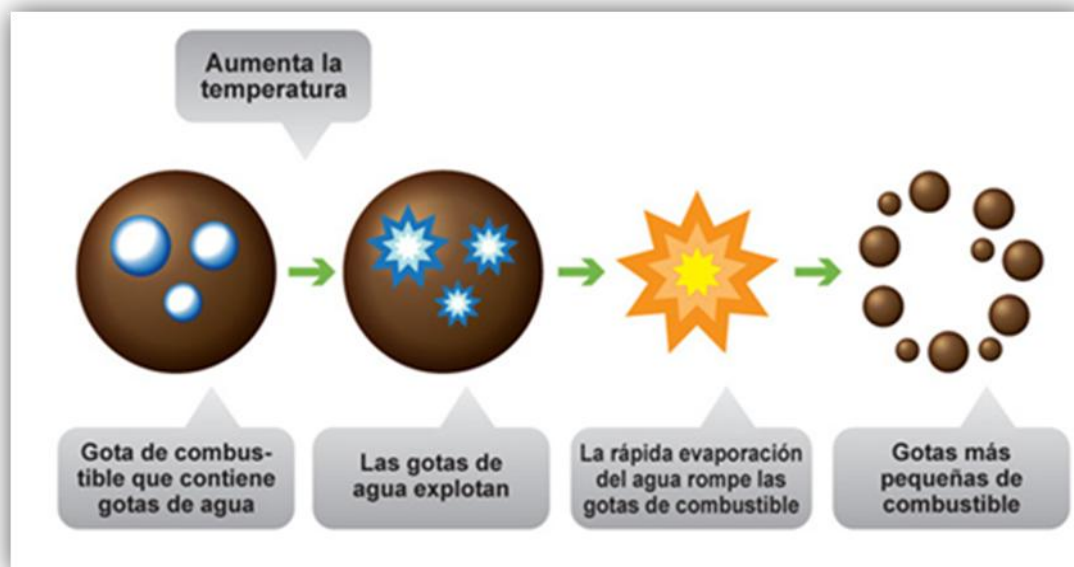 Aumenta la
temperatura
Gota de combus-
tible que contiene
gotas de agua
Las gotas de
agua explotan
La rápida evaporación
del agua rompe las
gotas de combustible
Gotas más
pequeñas de
combustible